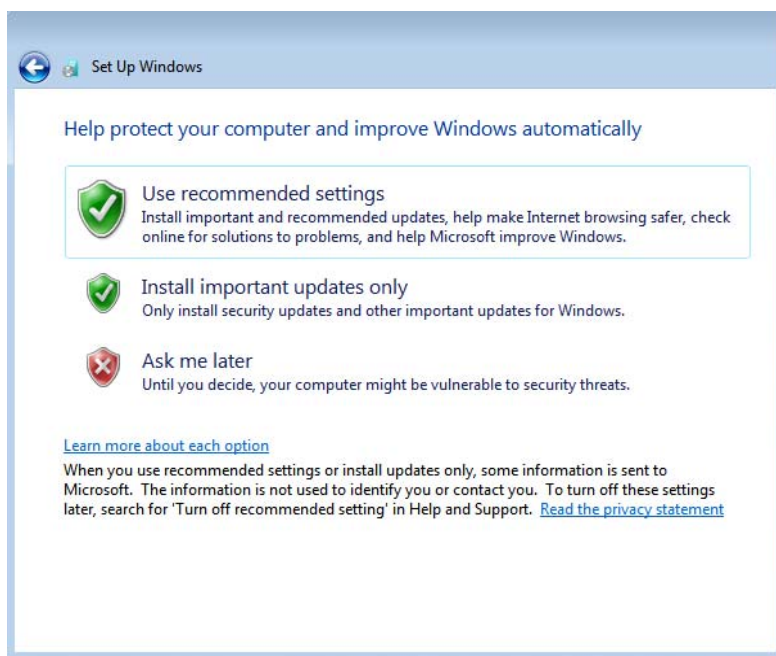 Set Up Windows
Help protect your computer and improve Windows automatically
Use recommended settings
Install important and recommended updates, help make Internet browsing safer, check
online for solutions to problems, and help Microsoft improve Windows.
Install important updates only
Only install security updates and other important updates for Windows.
Ask me later
Until you decide, your computer might be vulnerable to security threats.
Learn more about each option
When you use recommended settings or install updates only, some information is sent to
Microsoft.  The information is not used to identify you or contact you.  To turn off these settings
later, search for 'Turn off recommended setting' in Help and Support.  Read the privacy statement